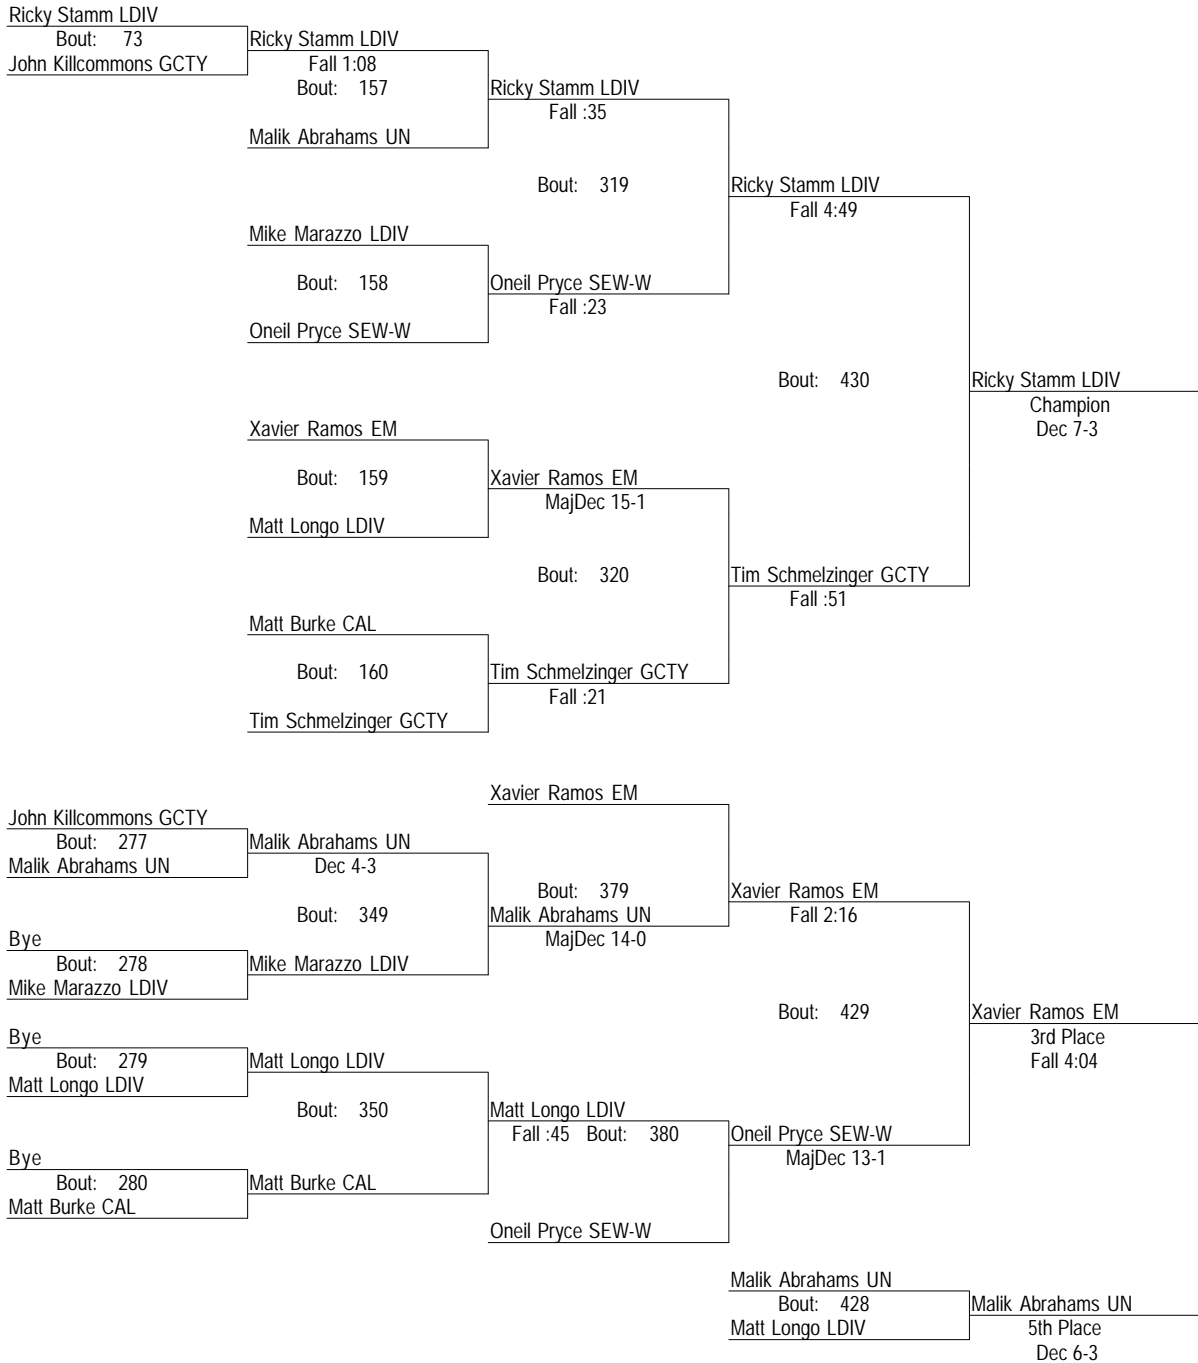 Ricky Stamm LDIV
Bout: 73
John Killcommons GCTY
Ricky Stamm LDIV
Fall 1:08
Bout: 157
Malik Abrahams UN
Ricky Stamm LDIV
Fall :35
Bout: 319
Mike Marazzo LDIV
Bout: 158
Oneil Pryce SEW-W
Oneil Pryce SEW-W
Fall :23
Ricky Stamm LDIV
Fall 4:49
Bout: 430
Xavier Ramos EM
Bout: 159
Matt Longo LDIV
Xavier Ramos EM
MajDec 15-1
Bout: 320
Matt Burke CAL
Bout: 160
Tim Schmelzinger GCTY
Tim Schmelzinger GCTY
Fall :21
Tim Schmelzinger GCTY
Fall :51
Ricky Stamm LDIV
Champion
Dec 7-3
John Killcommons GCTY
Bout: 277
Malik Abrahams UN
Malik Abrahams UN
Dec 4-3
Bout: 349
Bye
Bout: 278
Mike Marazzo LDIV
Mike Marazzo LDIV
Xavier Ramos EM
Bout: 379
Malik Abrahams UN
MajDec 14-0
Xavier Ramos EM
Fall 2:16
Bout: 429
Bye
Bout: 279
Matt Longo LDIV
Matt Longo LDIV
Bout: 350
Bye
Bout: 280
Matt Burke CAL
Matt Burke CAL
Matt Longo LDIV
Fall :45 Bout: 380
Oneil Pryce SEW-W
Oneil Pryce SEW-W
MajDec 13-1
Xavier Ramos EM
3rd Place
Fall 4:04
Malik Abrahams UN
Bout: 428
Matt Longo LDIV
Malik Abrahams UN
5th Place
Dec 6-3